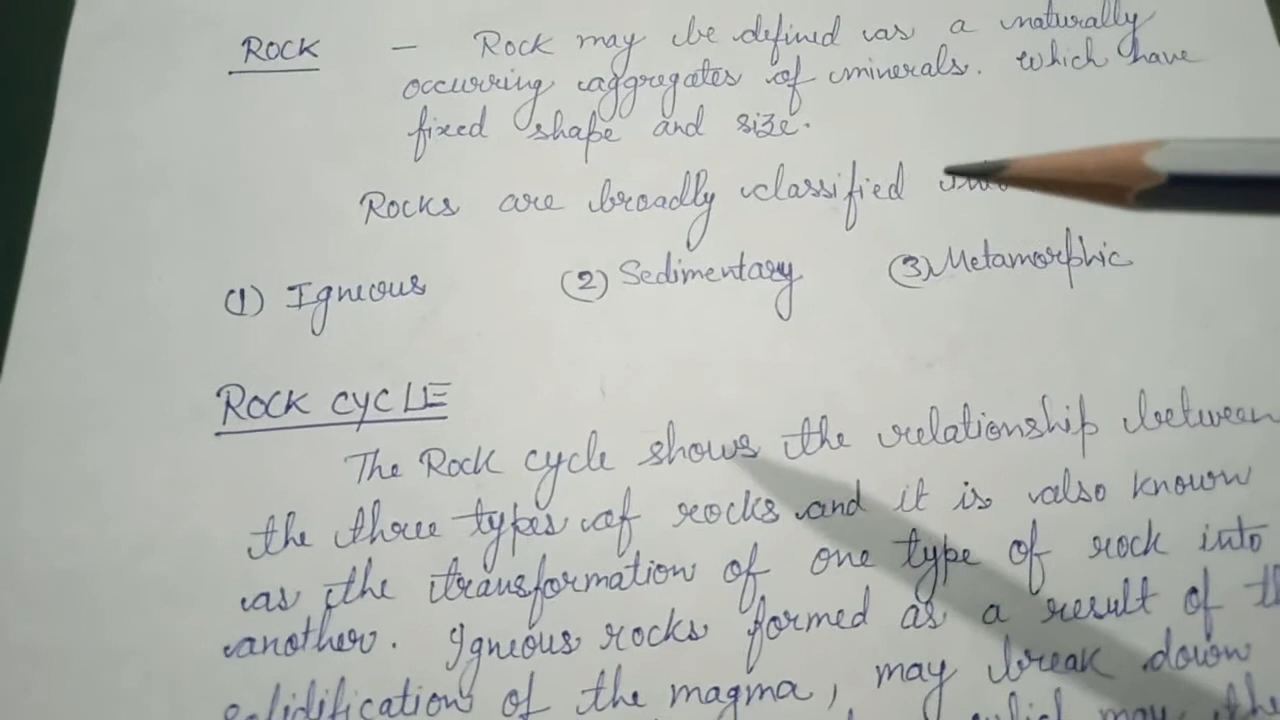 ROCK - Rock may be defined as a naturally
occurring aggregates of minerals. which have
fixed shape and size.
Rocks are broadly classified into
(1) Igneous (2) Sedimentary (3) Metamorphic
ROCK CYCLE
The Rock cycle shows the relationship between
the three types of rocks and it is also known
as the transformation of one type of rock into
another. Igneous rocks formed as a result of
solidification of the magma, may break down
may